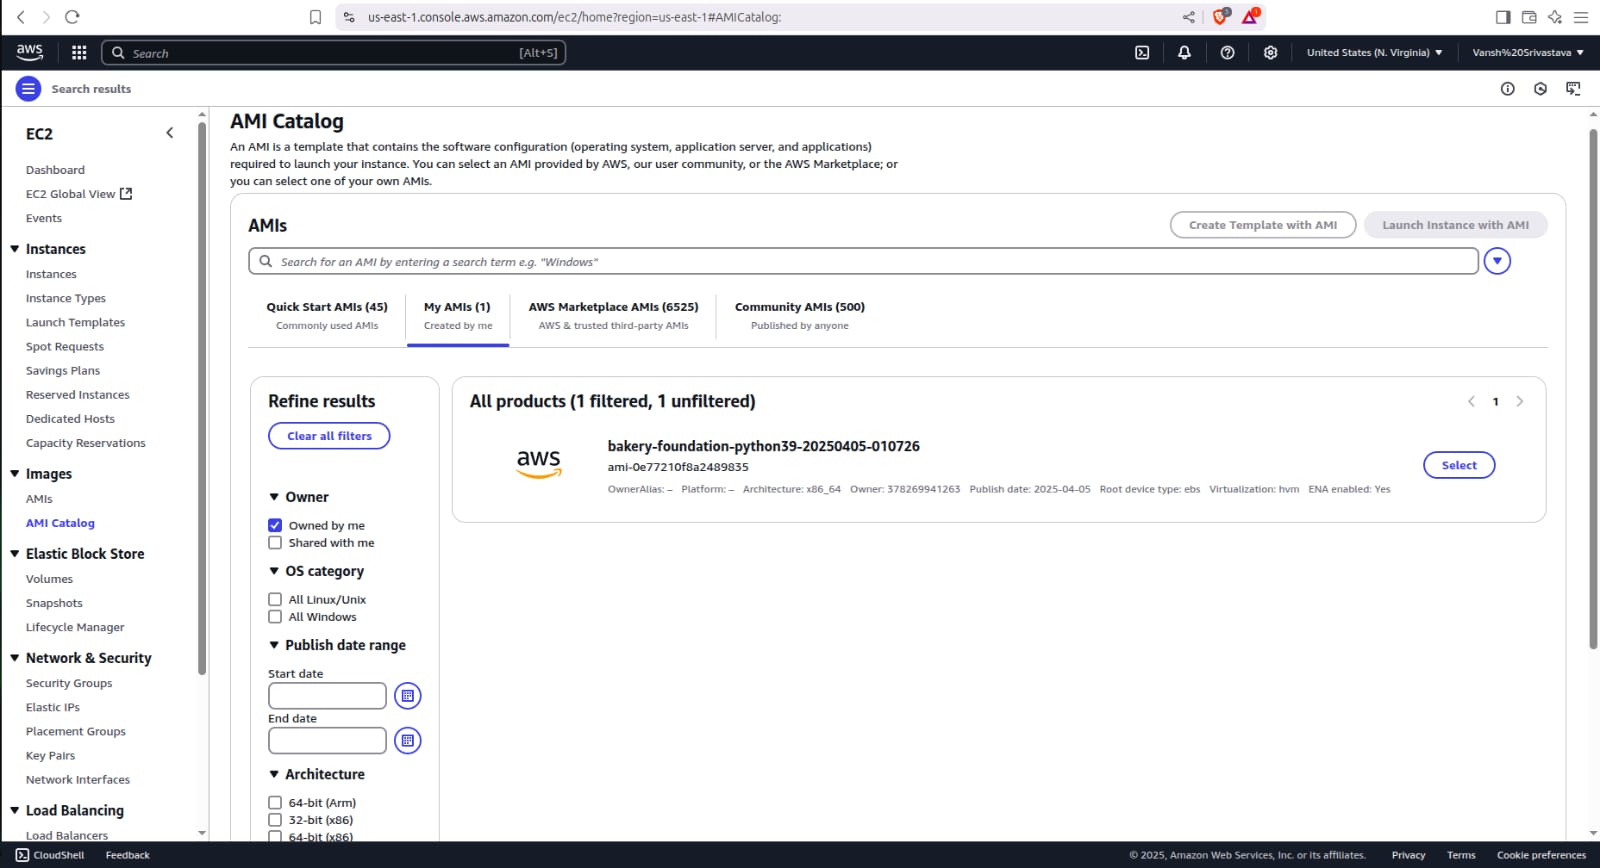 us-east-1.console.aws.amazon.com/ec2/home?region=us-east-1#AMICatalog:
aws
Search
[Alt+S]
United States (N. Virginia)
Vansh%20Srivastava
Search results
EC2
Dashboard
EC2 Global View
Events
Instances
Instances
Instance Types
Launch Templates
Spot Requests
Savings Plans
Reserved Instances
Dedicated Hosts
Capacity Reservations
Images
AMIs
AMI Catalog
Elastic Block Store
Volumes
Snapshots
Lifecycle Manager
Network & Security
Security Groups
Elastic IPs
Placement Groups
Key Pairs
Network Interfaces
Load Balancing
Load Balancers
AMI Catalog
An AMI is a template that contains the software configuration (operating system, application server, and applications)
required to launch your instance. You can select an AMI provided by AWS, our user community, or the AWS Marketplace; or
you can select one of your own AMIs.
AMIs
Create Template with AMI
Launch Instance with AMI
Search for an AMI by entering a search term e.g. "Windows"
Quick Start AMIs (45)
Commonly used AMIs
My AMIs (1)
Created by me
AWS Marketplace AMIs (6525)
AWS & trusted third-party AMIs
Community AMIs (500)
Published by anyone
Refine results
Clear all filters
Owner
Owned by me
Shared with me
OS category
All Linux/Unix
All Windows
Publish date range
Start date
End date
Architecture
64-bit (Arm)
32-bit (x86)
64-bit (x86)
All products (1 filtered, 1 unfiltered)
1
aws
bakery-foundation-python39-20250405-010726
ami-0e77210f8a2489835
OwnerAlias: – Platform: – Architecture: x86_64 Owner: 378269941263 Publish date: 2025-04-05 Root device type: ebs Virtualization: hvm ENA enabled: Yes
Select
CloudShell
Feedback
© 2025, Amazon Web Services, Inc. or its affiliates.
Privacy
Terms
Cookie preferences